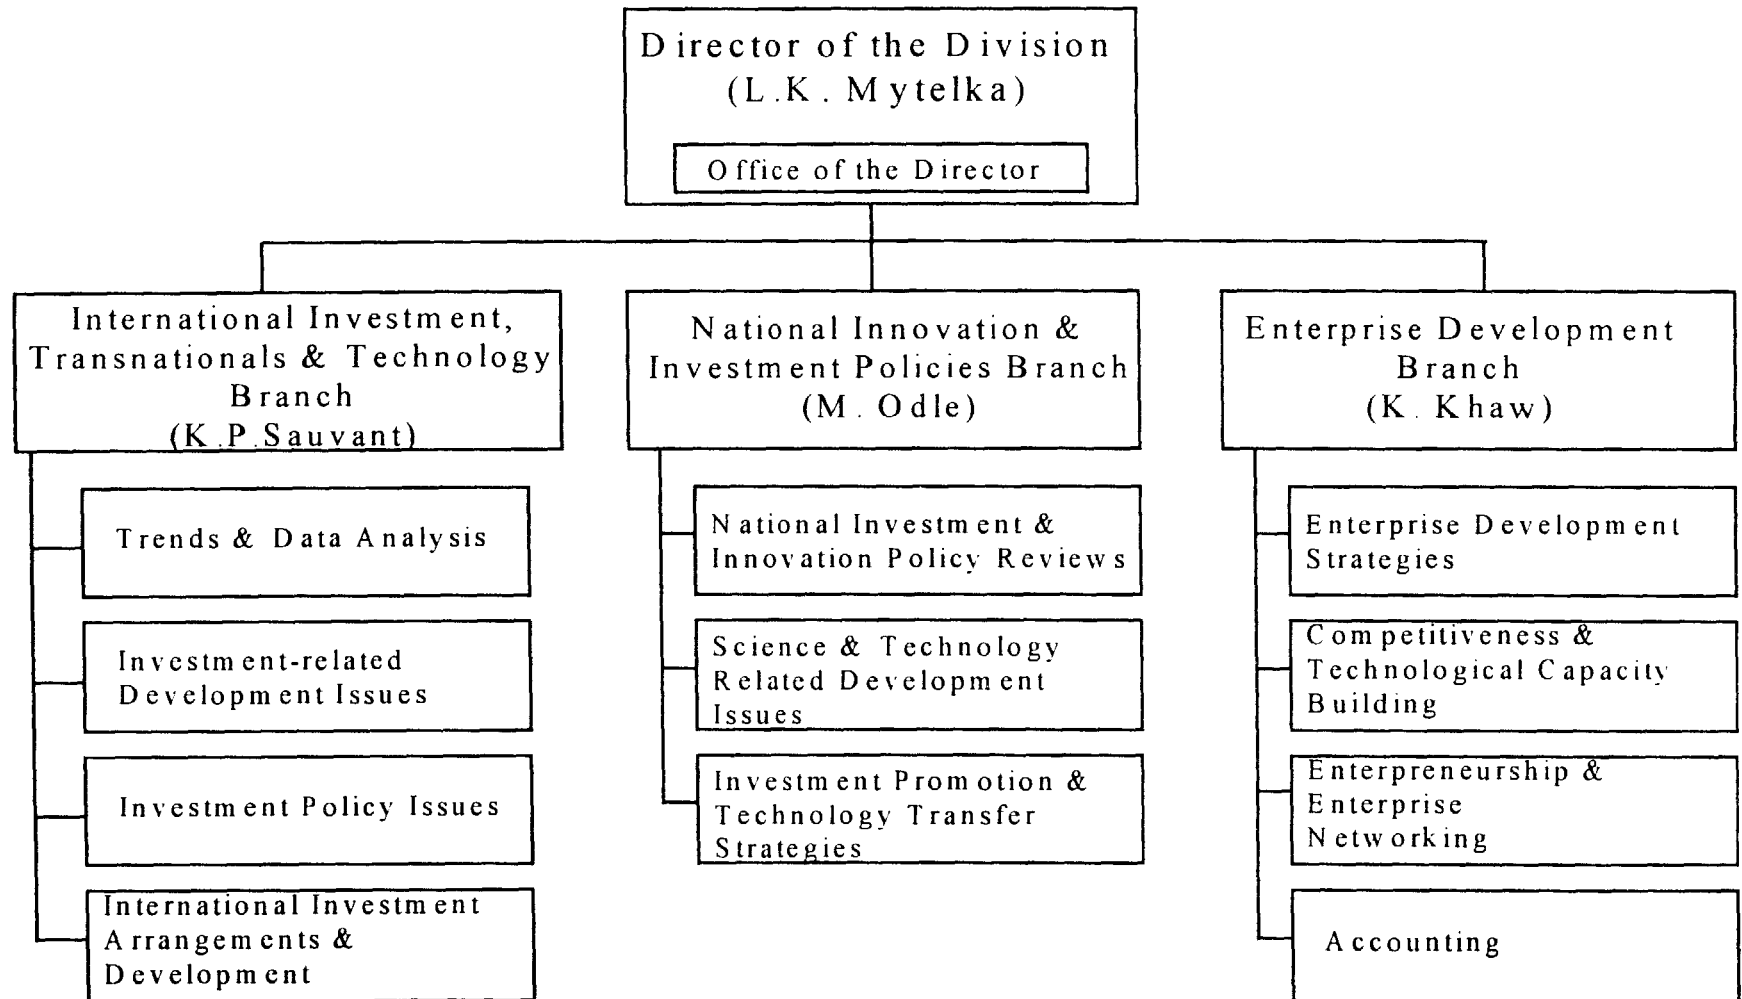 Director of the Division
(L.K. Mytelka)
Office of the Director
International Investment,
Transnationals & Technology
Branch
(K.P.Sauvant)
Trends & Data Analysis
Investment-related
Development Issues
Investment Policy Issues
International Investment
Arrangements &
Development
National Innovation &
Investment Policies Branch
(M. Odle)
National Investment &
Innovation Policy Reviews
Science & Technology
Related Development
Issues
Investment Promotion &
Technology Transfer
Strategies
Enterprise Development
Branch
(K. Khaw)
Enterprise Development
Strategies
Competitiveness &
Technological Capacity
Building
Enterpreneurship &
Enterprise
Networking
Accounting